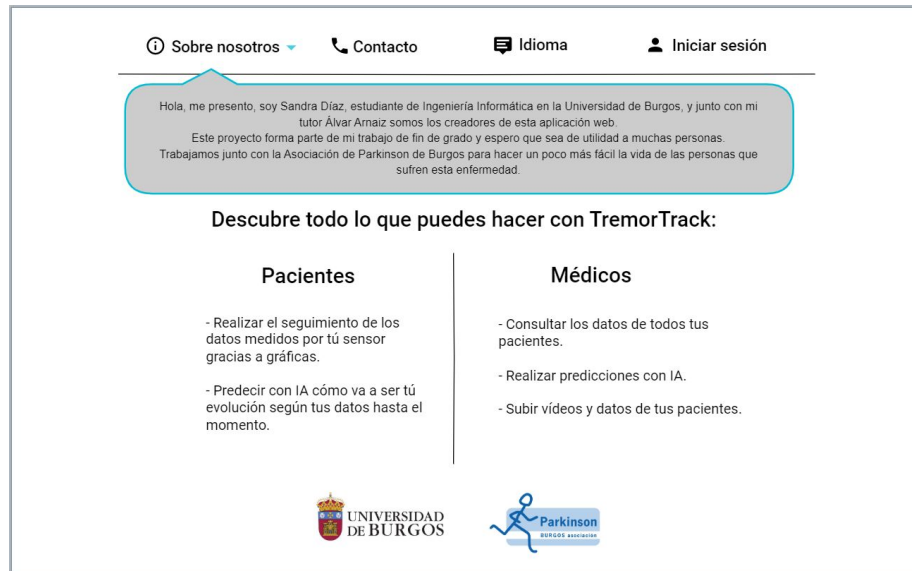 Sobre nosotros
Contacto
Idioma
Iniciar sesión
Hola, me presento, soy Sandra Díaz, estudiante de Ingeniería Informática en la Universidad de Burgos, y junto con mi
tutor Álvar Arnaiz somos los creadores de esta aplicación web.
Este proyecto forma parte de mi trabajo de fin de grado y espero que sea de utilidad a muchas personas.
Trabajamos junto con la Asociación de Parkinson de Burgos para hacer un poco más fácil la vida de las personas que
sufren esta enfermedad.
Descubre todo lo que puedes hacer con TremorTrack:
Pacientes
- Realizar el seguimiento de los
datos medidos por tú sensor
gracias a gráficas.
- Predecir con IA cómo va a ser tú
evolución según tus datos hasta el
momento.
Médicos
- Consultar los datos de todos tus
pacientes.
- Realizar predicciones con IA.
- Subir vídeos y datos de tus pacientes.
UNIVERSIDAD
DE BURGOS
Parkinson
BURGOS asociación